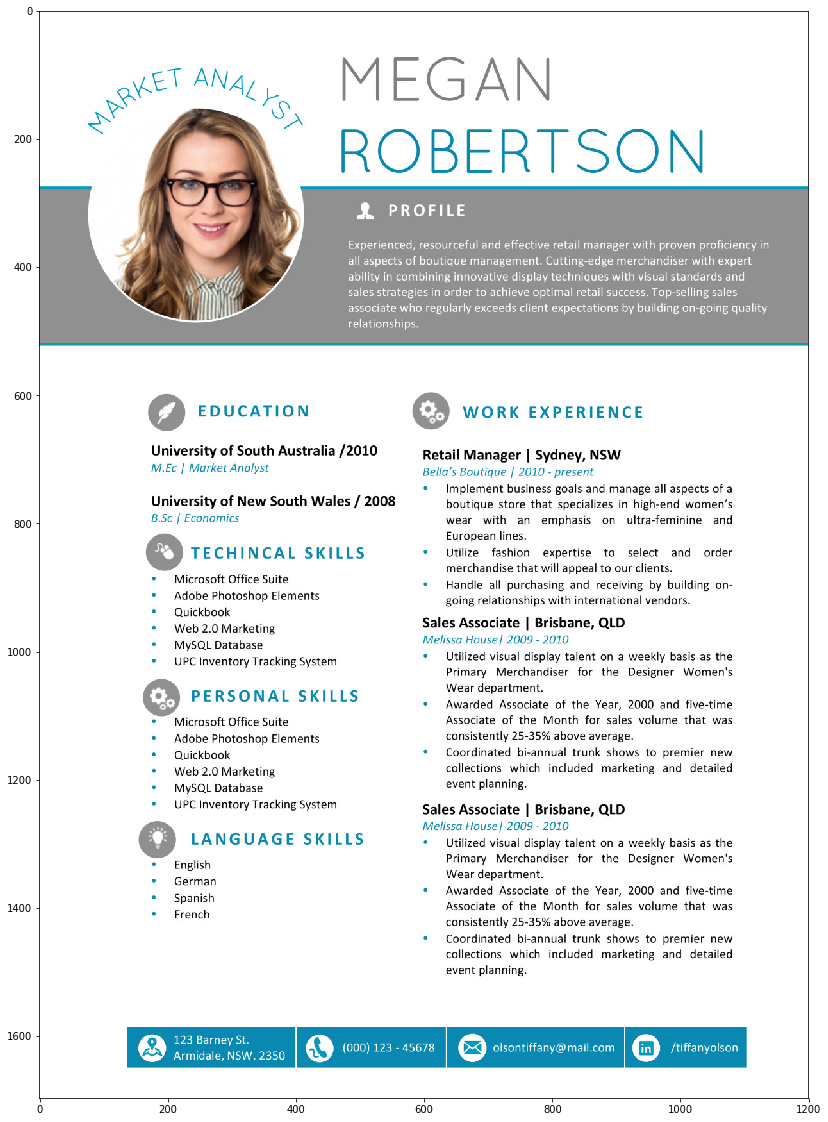 MARKET ANALYST
MEGAN
ROBERTSON
PROFILE
Experienced, resourceful and effective retail manager with proven proficiency in
all aspects of boutique management. Cutting-edge merchandiser with expert
ability in combining innovative display techniques with visual standards and
sales strategies in order to achieve optimal retail success. Top-selling sales
associate who regularly exceeds client expectations by building on-going quality
relationships.
EDUCATION
University of South Australia /2010
M.Ec | Market Analyst
University of New South Wales / 2008
B.Sc | Economics
TECHINCAL SKILLS
• Microsoft Office Suite
• Adobe Photoshop Elements
• Quickbook
• Web 2.0 Marketing
• MySQL Database
• UPC Inventory Tracking System
PERSONAL SKILLS
• Microsoft Office Suite
• Adobe Photoshop Elements
• Quickbook
• Web 2.0 Marketing
• MySQL Database
• UPC Inventory Tracking System
LANGUAGE SKILLS
• English
• German
• Spanish
• French
WORK EXPERIENCE
Retail Manager | Sydney, NSW
Bella's Boutique | 2010 - present
• Implement business goals and manage all aspects of a
boutique store that specializes in high-end women's
wear with an emphasis on ultra-feminine and
European lines.
• Utilize fashion expertise to select and order
merchandise that will appeal to our clients.
• Handle all purchasing and receiving by building on-
going relationships with international vendors.
Sales Associate | Brisbane, QLD
Melissa House| 2009 - 2010
• Utilized visual display talent on a weekly basis as the
Primary Merchandiser for the Designer Women's
Wear department.
• Awarded Associate of the Year, 2000 and five-time
Associate of the Month for sales volume that was
consistently 25-35% above average.
• Coordinated bi-annual trunk shows to premier new
collections which included marketing and detailed
event planning.
Sales Associate | Brisbane, QLD
Melissa House| 2009 - 2010
• Utilized visual display talent on a weekly basis as the
Primary Merchandiser for the Designer Women's
Wear department.
• Awarded Associate of the Year, 2000 and five-time
Associate of the Month for sales volume that was
consistently 25-35% above average.
• Coordinated bi-annual trunk shows to premier new
collections which included marketing and detailed
event planning.
123 Barney St.
Armidale, NSW. 2350
(000) 123 - 45678
olsontiffany@mail.com
in
/tiffanyolson
0
200
400
600
800
1000
1200
1400
1600
0 200 400 600 800 1000 1200